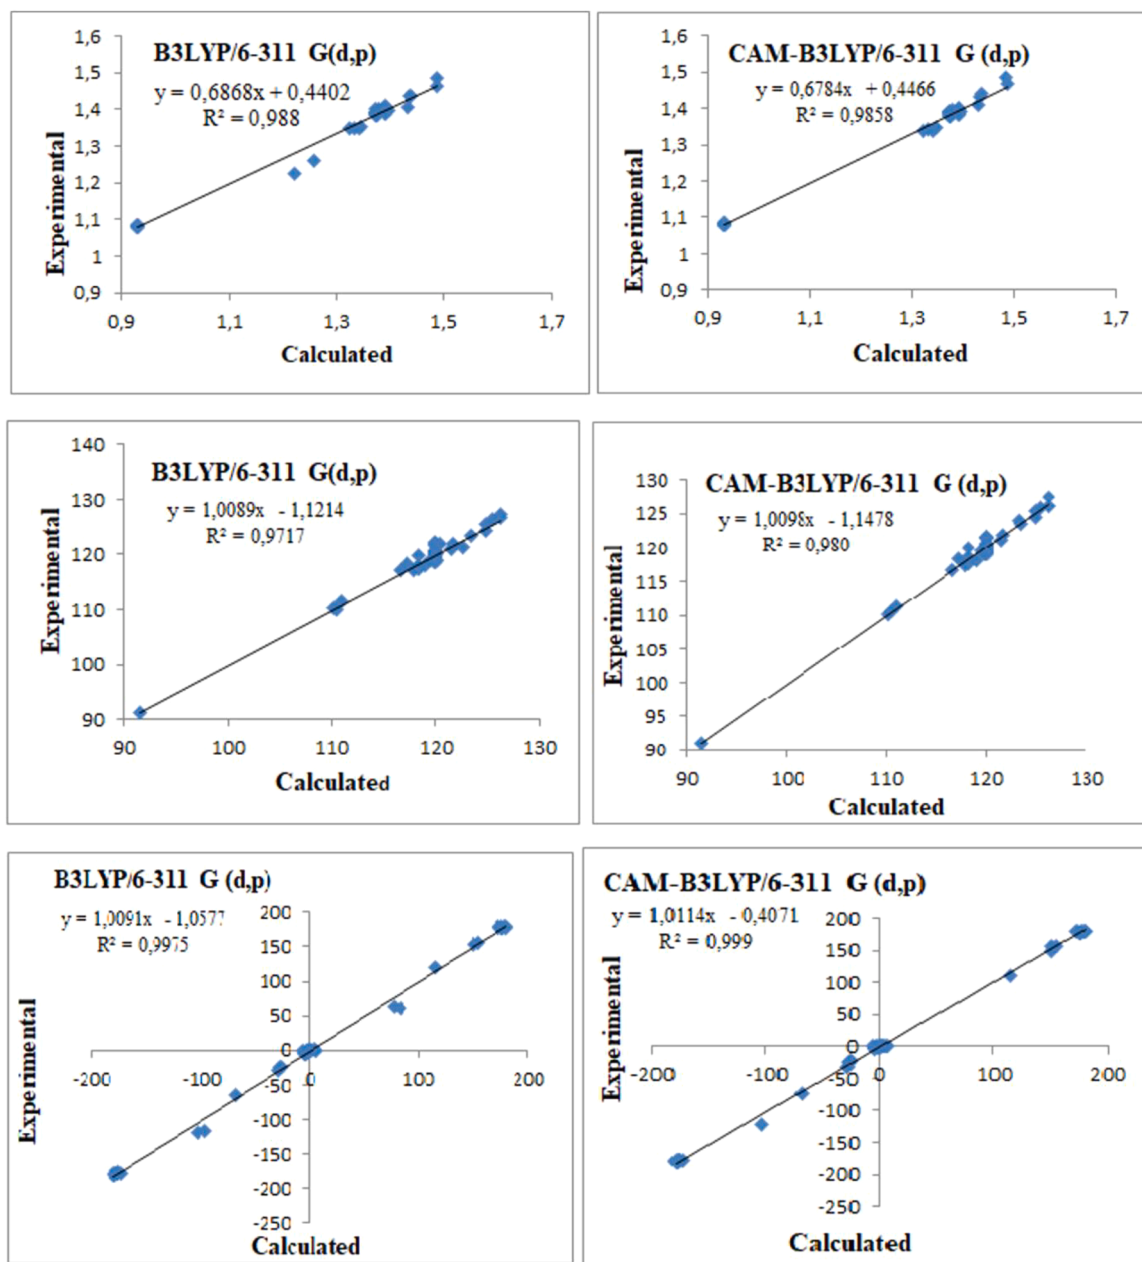 B3LYP/6-311 G(d,p)
y = 0,6868x + 0,4402
R² = 0,988
1,6
1,5
1,4
1,3
1,2
1,1
1
0,9
0,9 1,1 1,3 1,5 1,7
Experimental
Calculated
CAM-B3LYP/6-311 G (d,p)
y = 0,6784x + 0,4466
R² = 0,9858
1,6
1,5
1,4
1,3
1,2
1,1
1
0,9
0,9 1,1 1,3 1,5 1,7
Experimental
Calculated
B3LYP/6-311 G(d,p)
y = 1,0089x - 1,1214
R² = 0,9717
140
130
120
110
100
90
90 100 110 120 130
Experimental
Calculated
CAM-B3LYP/6-311 G (d,p)
y = 1,0098x - 1,1478
R² = 0,980
130
125
120
115
110
105
100
95
90
90 100 110 120 130
Experimental
Calculated
B3LYP/6-311 G (d,p)
y = 1,0091x - 1,0577
R² = 0,9975
200
150
100
50
0
-50
-100
-150
-200
-250
-200 -100 0 100 200
Experimental
Calculated
CAM-B3LYP/6-311 G (d,p)
y = 1,0114x - 0,4071
R² = 0,999
200
150
100
50
0
-50
-100
-150
-200
-250
-200 -100 0 100 200
Experimental
Calculated